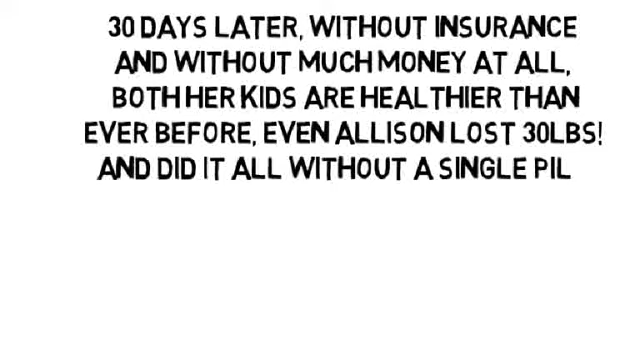 30 DAYS LATER, WITHOUT INSURANCE
AND WITHOUT MUCH MONEY AT ALL,
BOTH HER KIDS ARE HEALTHIER THAN
EVER BEFORE, EVEN ALLISON LOST 30LBS!
AND DID IT ALL WITHOUT A SINGLE PIL